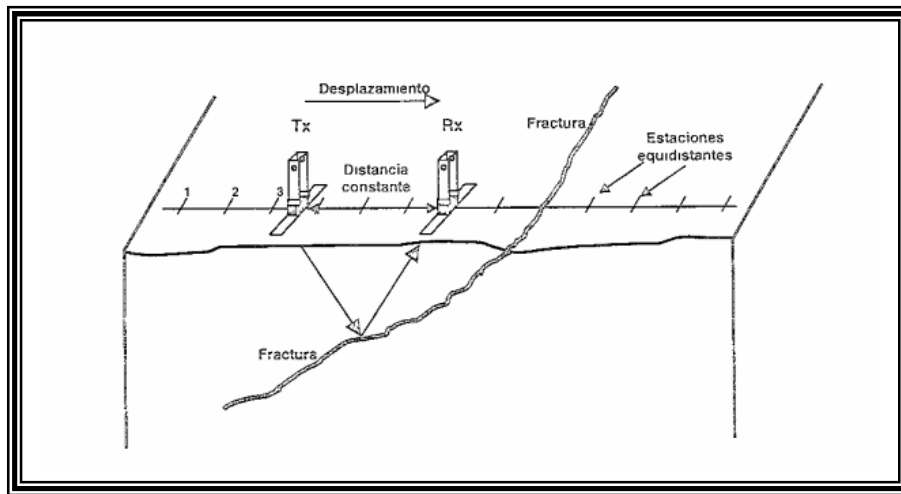 Desplazamiento
Tx
Rx
Fractura
Estaciones
equidistantes
Distancia
constante
1
2
3
Fractura